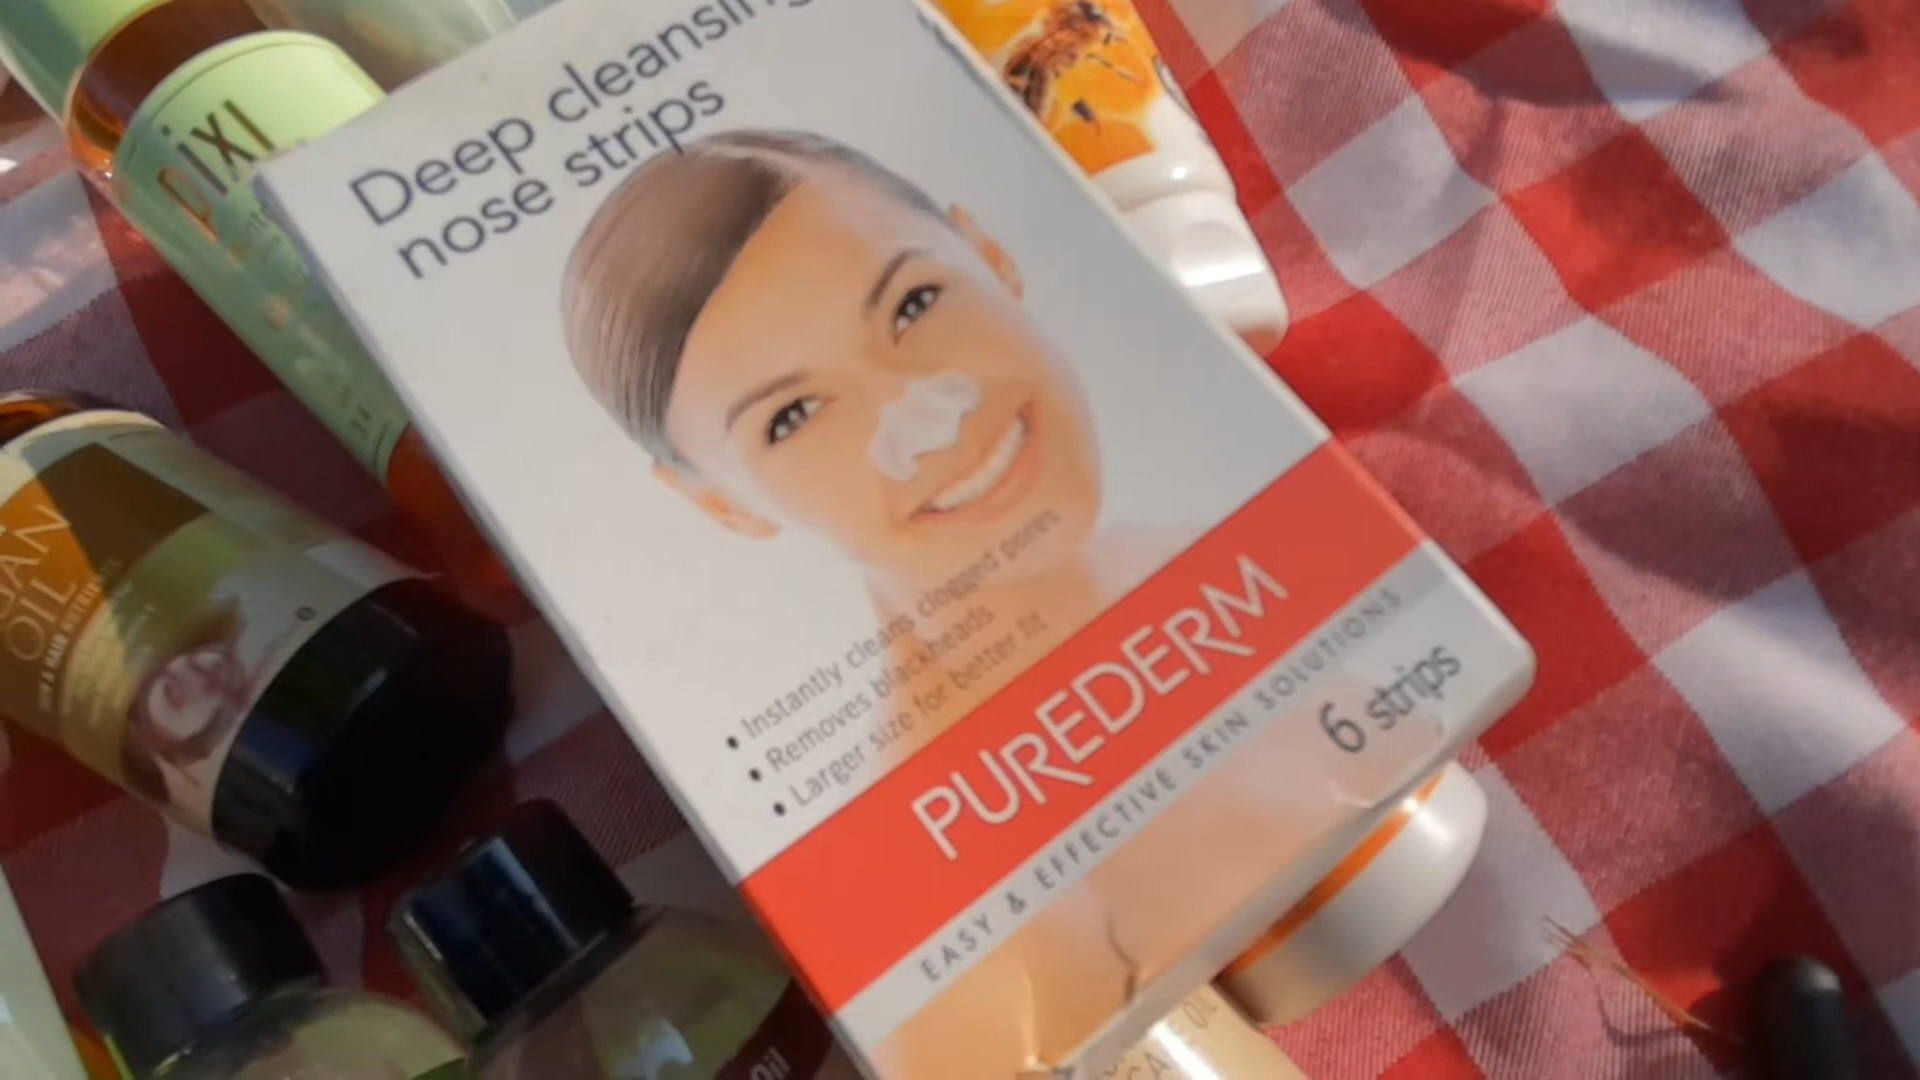 Deep cleansing
nose strips
• Instantly cleans clogged pores
• Removes blackheads
• Larger size for better fit
PUREDERM
EASY & EFFECTIVE SKIN SOLUTIONS
6 strips
pixi
OIL
Oil